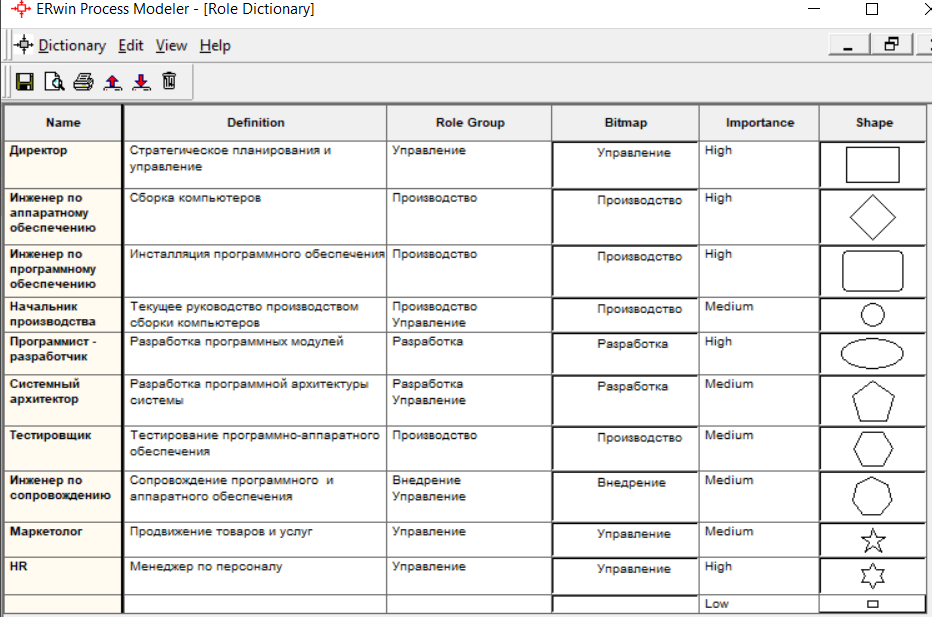 ERwin Process Modeler - [Role Dictionary]
Dictionary Edit View Help
Name Definition Role Group Bitmap Importance Shape
Директор Стратегическое планирования и Управление Управление High
управление
Инженер по Сборка компьютеров Производство Производство High
аппаратному
обеспечению
Инженер по Инсталляция программного обеспечения Производство Производство High
программному
обеспечению
Начальник Текущее руководство производством Производство Производство Medium
производства сборки компьютеров Управление
Программист - Разработка программных модулей Разработка Разработка High
разработчик
Системный Разработка программной архитектуры Разработка Разработка Medium
архитектор системы Управление
Тестировщик Тестирование программно-аппаратного Производство Производство Medium
обеспечения
Инженер по Сопровождение программного и Внедрение Внедрение Medium
сопровождению аппаратного обеспечения Управление
Маркетолог Продвижение товаров и услуг Управление Управление Medium
HR Менеджер по персоналу Управление Управление High
Low